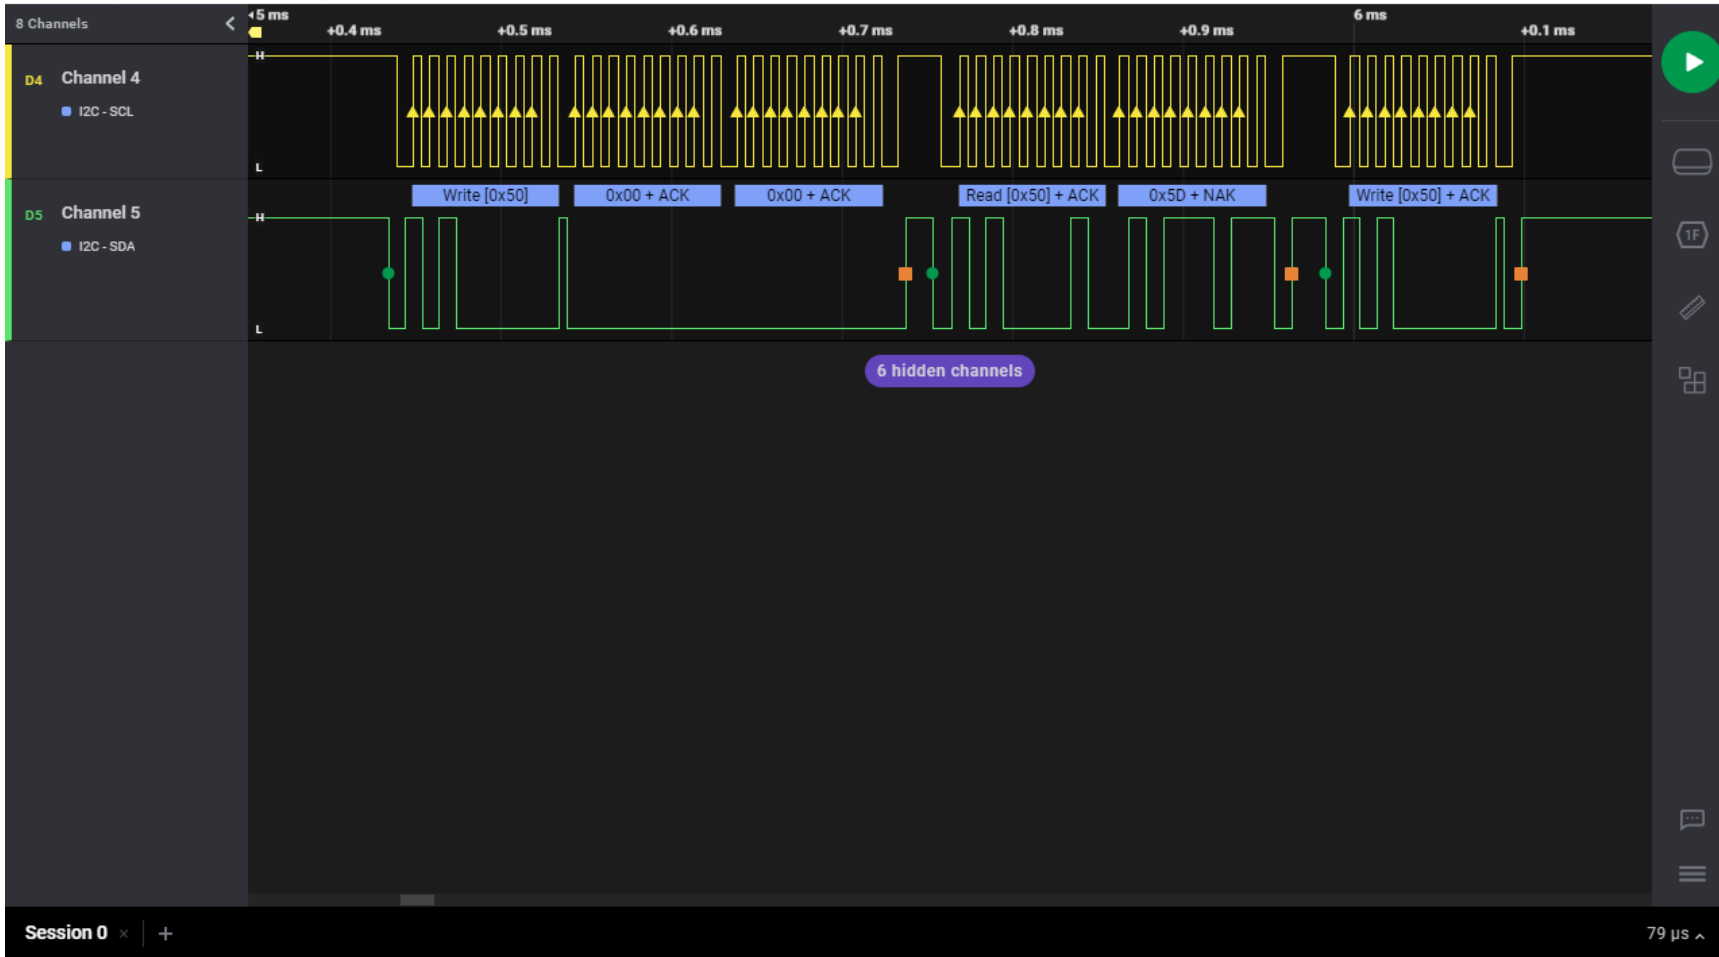 8 Channels
5 ms
+0.4 ms
+0.5 ms
+0.6 ms
+0.7 ms
+0.8 ms
+0.9 ms
6 ms
+0.1 ms
D4 Channel 4
I2C - SCL
H
L
D5 Channel 5
I2C - SDA
H
L
Write [0x50]
0x00 + ACK
0x00 + ACK
Read [0x50] + ACK
0x5D + NAK
Write [0x50] + ACK
6 hidden channels
1F
Session 0
79 μs